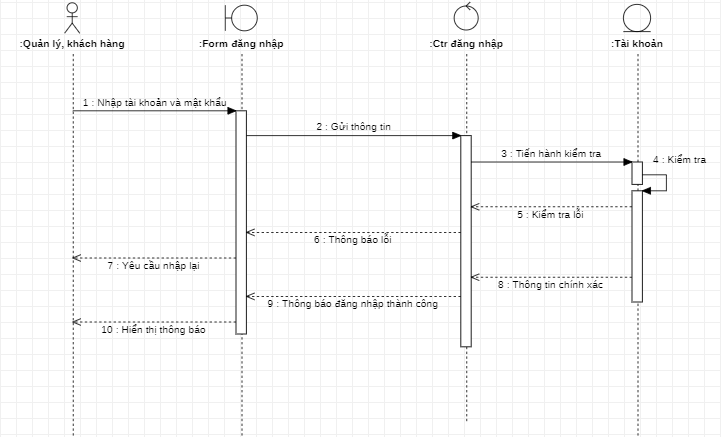 :Quản lý, khách hàng
:Form đăng nhập
:Ctr đăng nhập
:Tài khoản
1 : Nhập tài khoản và mật khẩu
2 : Gửi thông tin
3 : Tiến hành kiểm tra
4 : Kiểm tra
5 : Kiểm tra lỗi
6 : Thông báo lỗi
7 : Yêu cầu nhập lại
8 : Thông tin chính xác
9 : Thông báo đăng nhập thành công
10 : Hiển thị thông báo